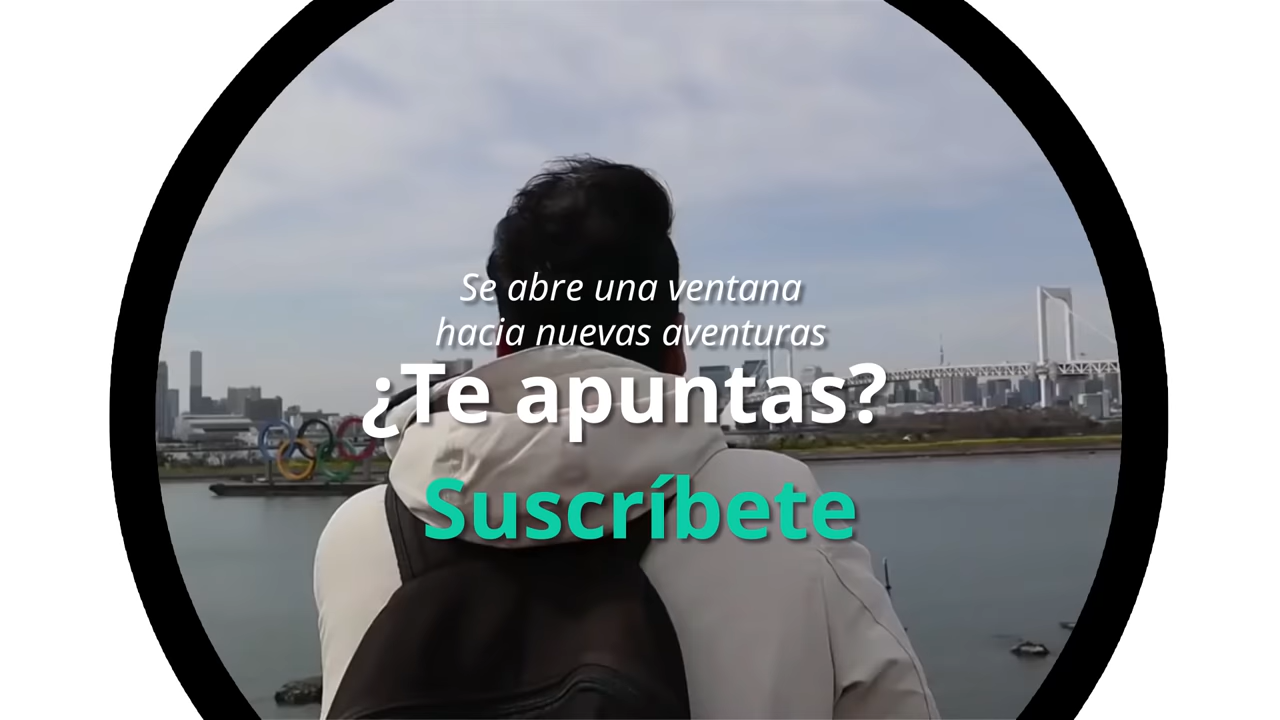 Se abre una ventana
hacia nuevas aventuras
¿Te apuntas?
Suscríbete